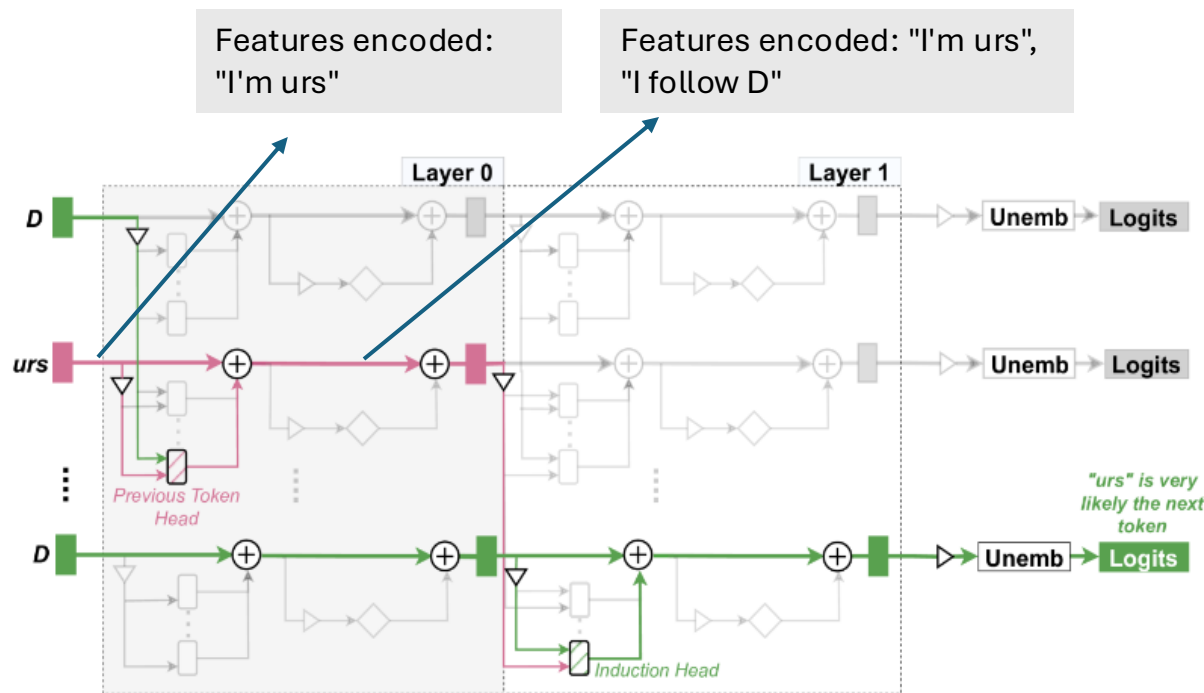 Features encoded:
"I'm urs"
Features encoded: "I'm urs",
"I follow D"
Layer 0
Layer 1
D
Unemb
Logits
urs
Unemb
Logits
Previous Token
Head
"urs" is very
likely the next
token
D
Unemb
Logits
Induction Head